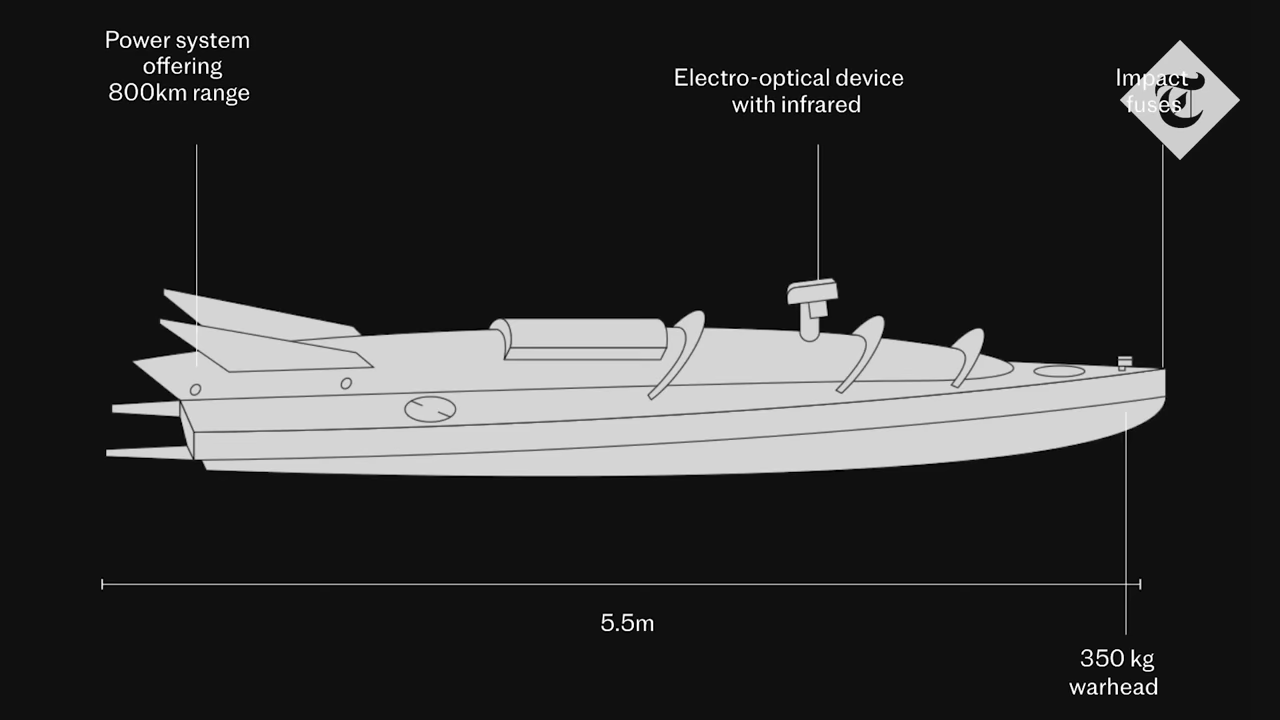 Power system
offering
800km range
Electro-optical device
with infrared
Impact
fuses
T
5.5m
350 kg
warhead